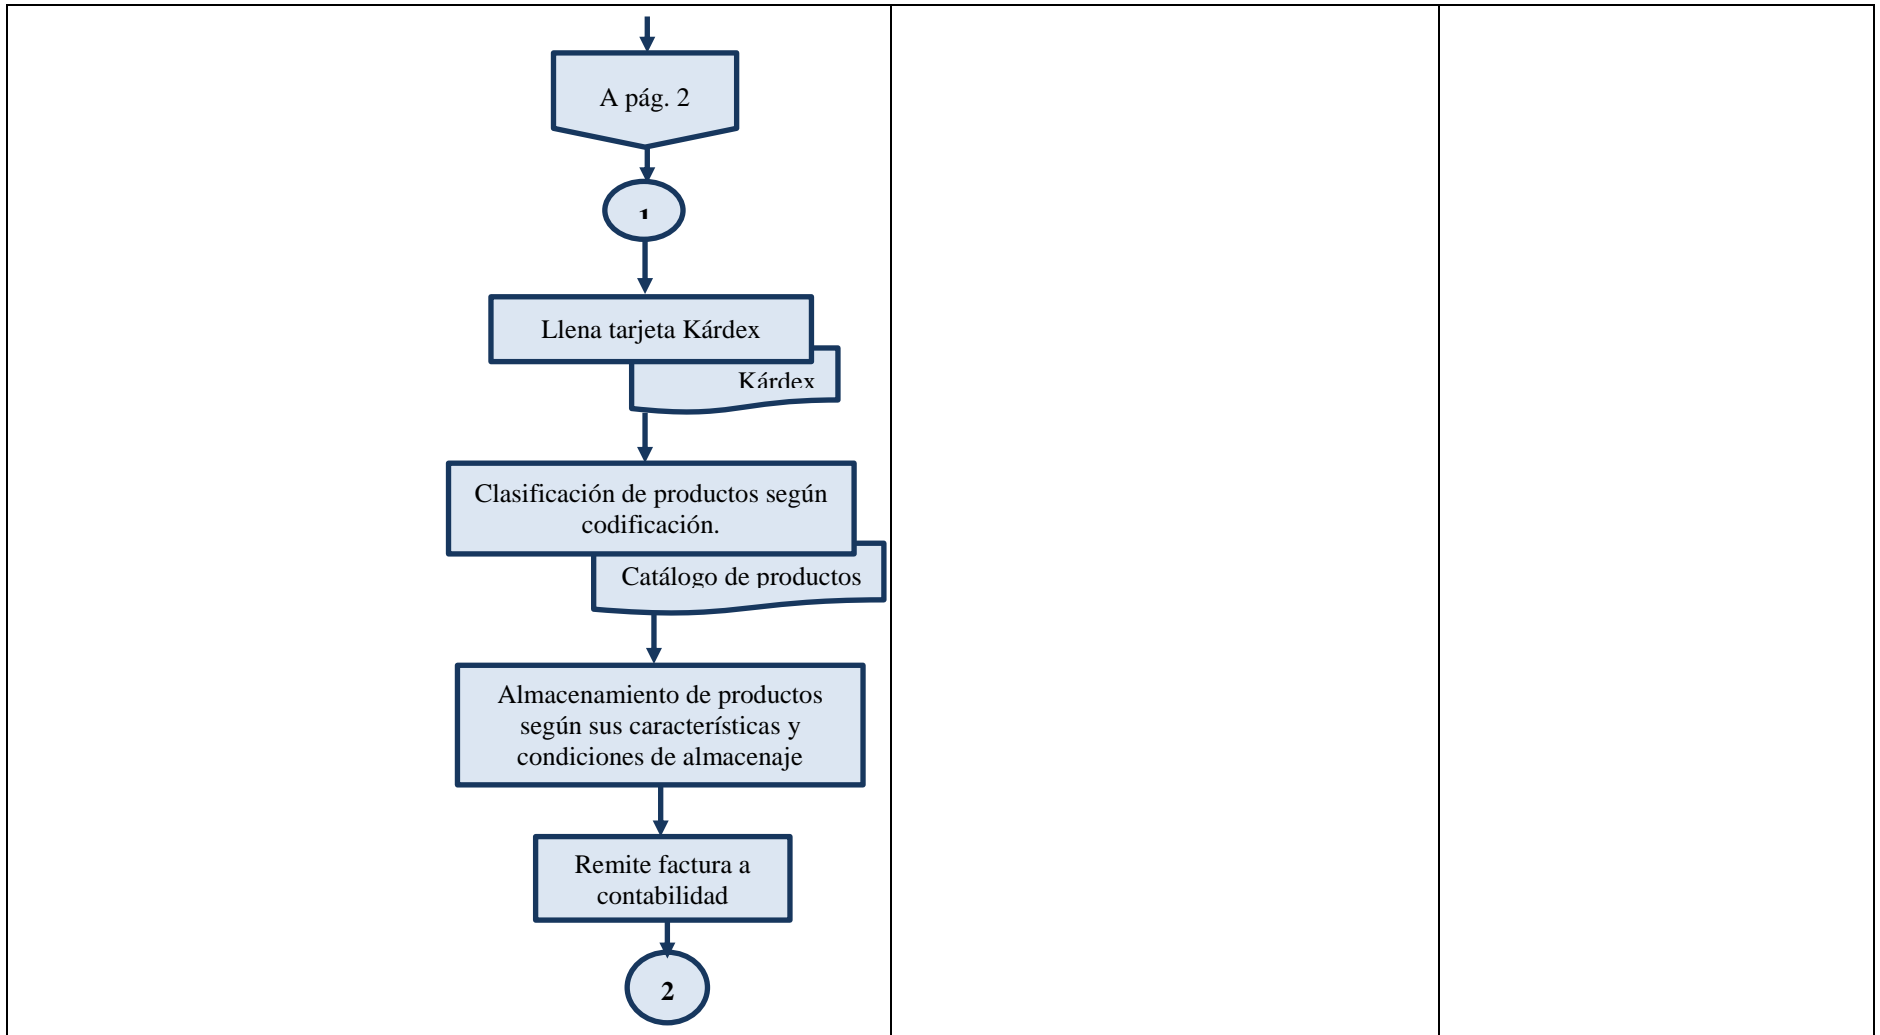 A pág. 2
1
Llena tarjeta Kárdex
Kárdex
Clasificación de productos según
codificación.
Catálogo de productos
Almacenamiento de productos
según sus características y
condiciones de almacenaje
Remite factura a
contabilidad
2